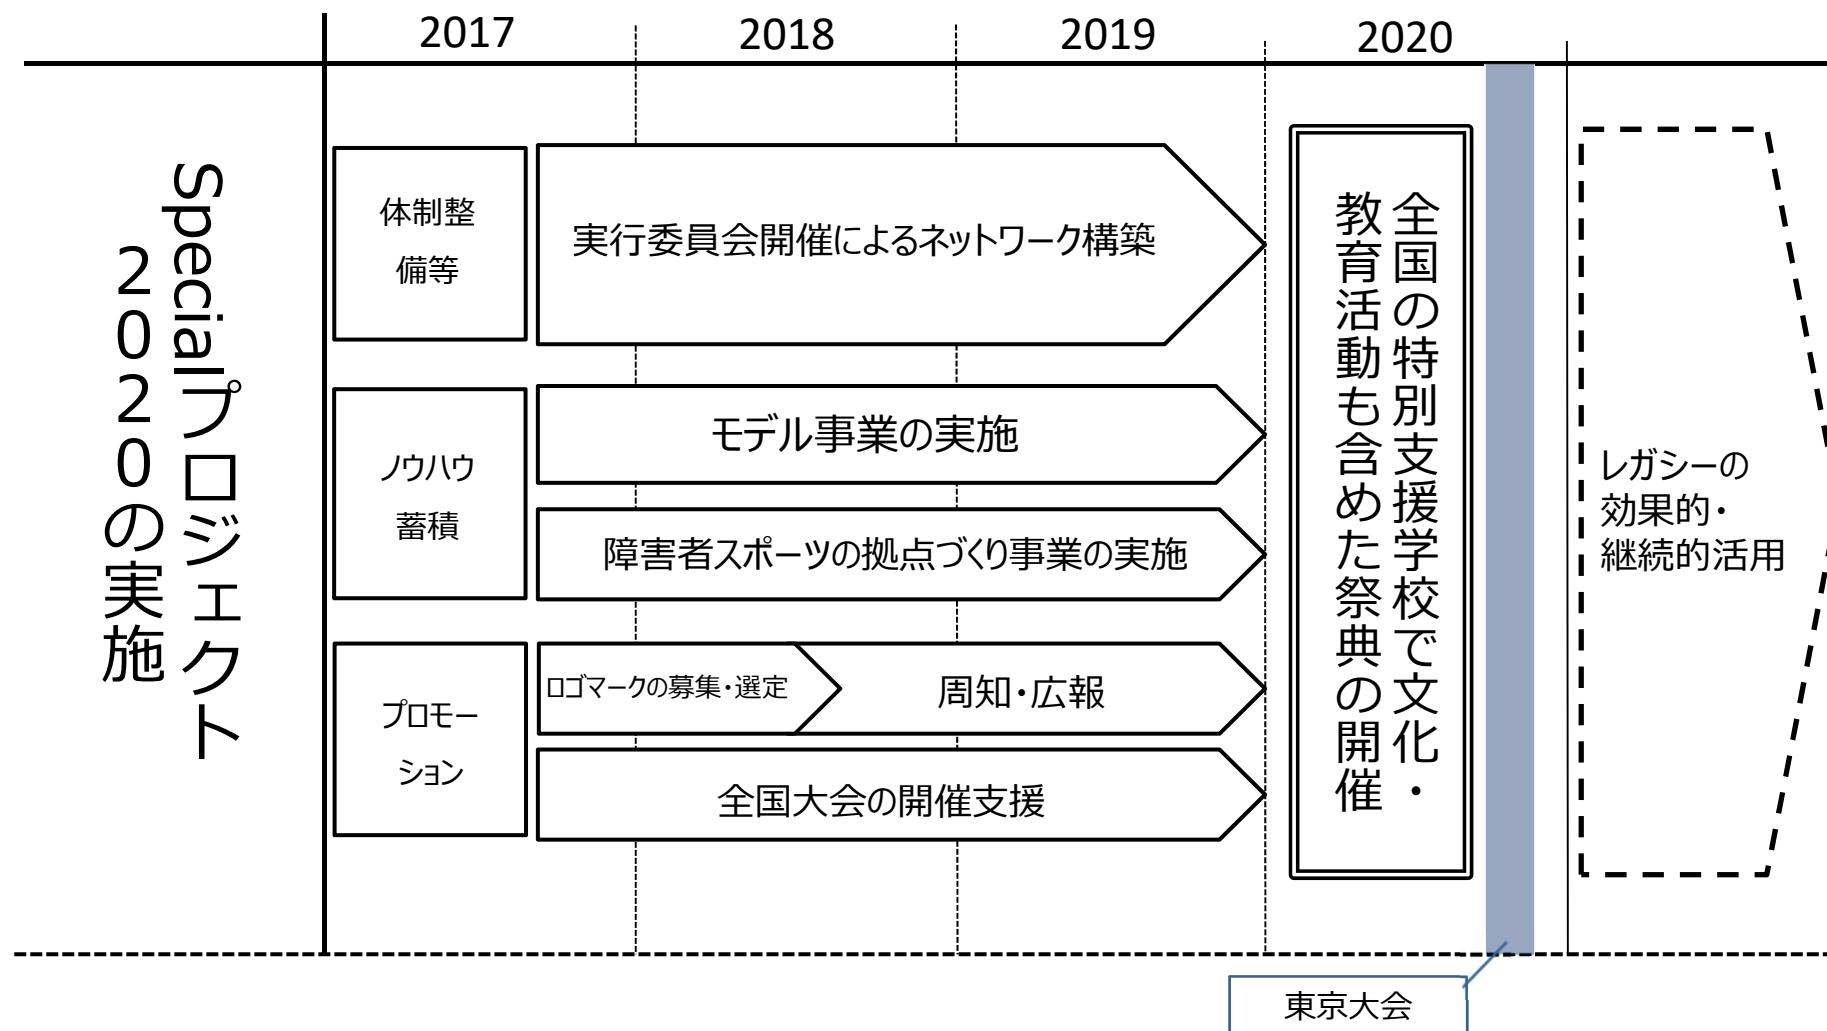 2017
2018
2019
2020
Specialプロジェクト
２０２０の実施
体制整
備等
実行委員会開催によるネットワーク構築
ノウハウ
蓄積
モデル事業の実施
障害者スポーツの拠点づくり事業の実施
プロモー
ション
ロゴマークの募集・選定
周知・広報
全国大会の開催支援
全国の特別支援学校で文化・
教育活動も含めた祭典の開催
レガシーの
効果的・
継続的活用
東京大会